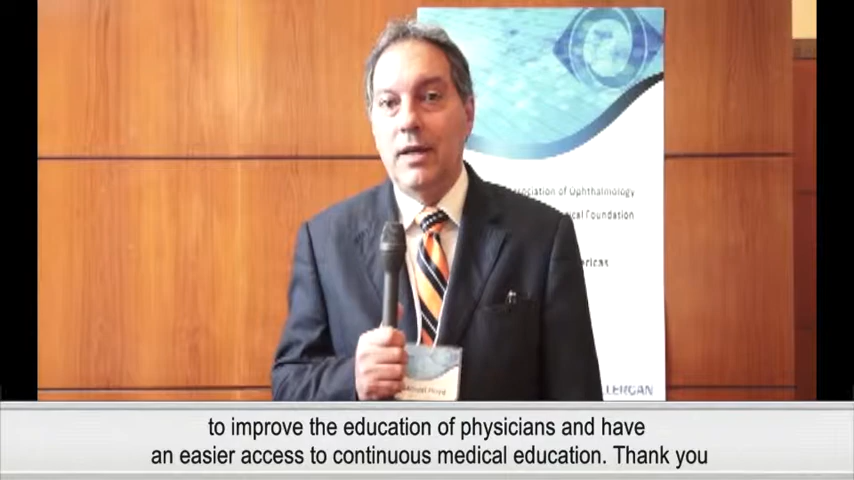 sociation of Ophthalmology
ical Foundation
ericas
LERGAN
to improve the education of physicians and have
an easier access to continuous medical education. Thank you